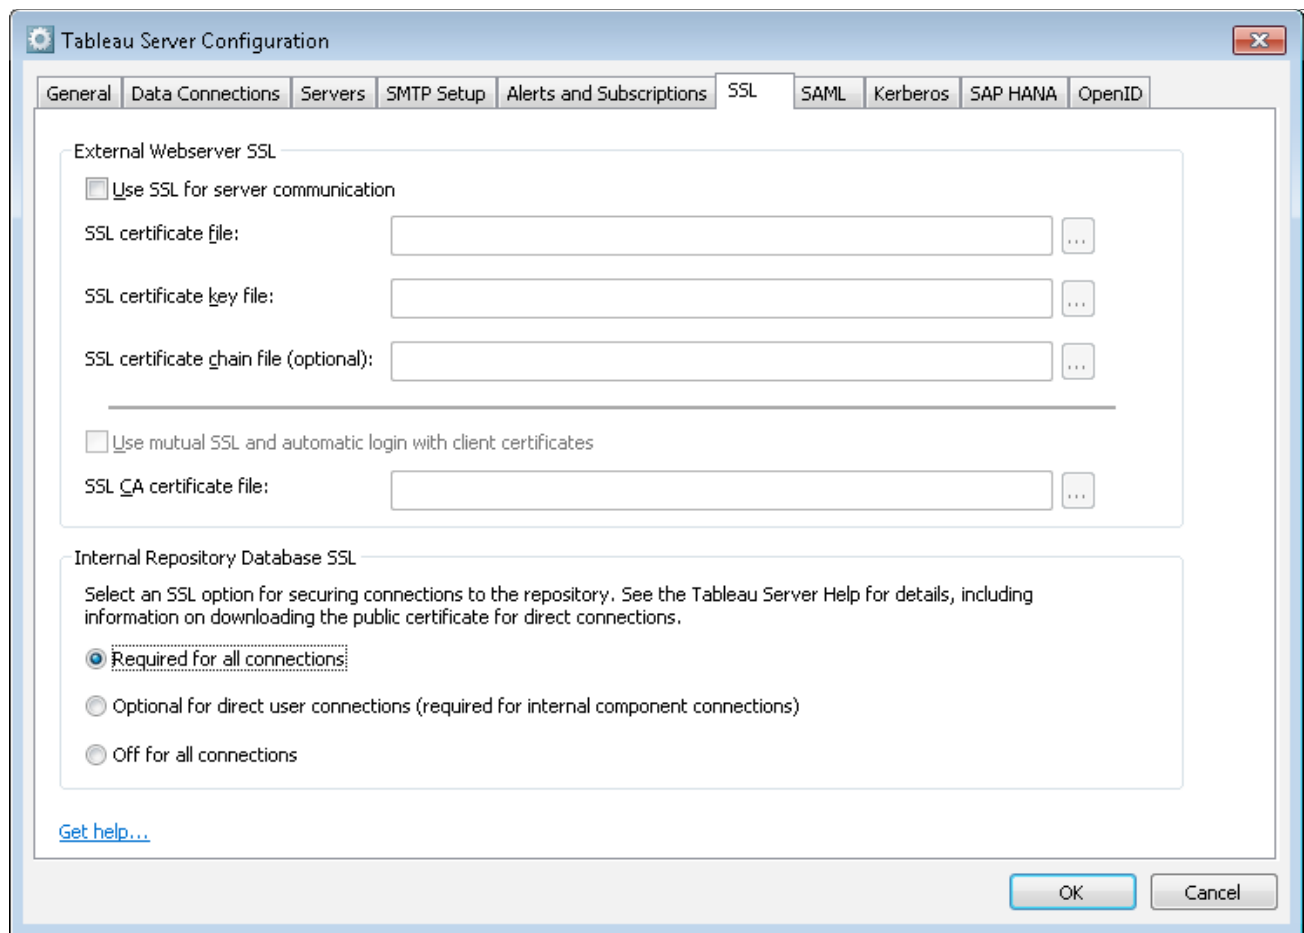 Tableau Server Configuration
General Data Connections Servers SMTP Setup Alerts and Subscriptions SSL SAML Kerberos SAP HANA OpenID
External Webserver SSL
Use SSL for server communication
SSL certificate file: ...
SSL certificate key file: ...
SSL certificate chain file (optional): ...
Use mutual SSL and automatic login with client certificates
SSL CA certificate file: ...
Internal Repository Database SSL
Select an SSL option for securing connections to the repository. See the Tableau Server Help for details, including
information on downloading the public certificate for direct connections.
Required for all connections
Optional for direct user connections (required for internal component connections)
Off for all connections
Get help...
OK Cancel